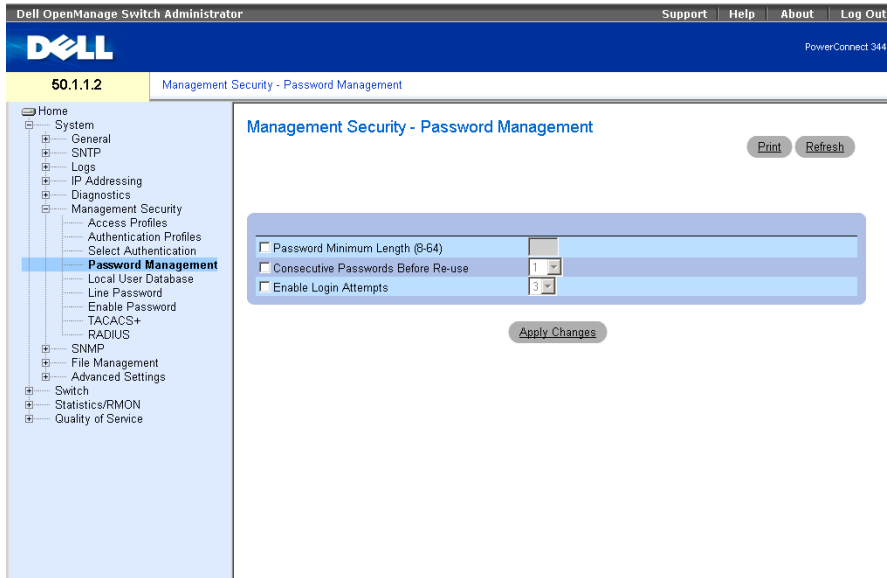 Dell OpenManage Switch Administrator
Support Help About Log Out
DELL
PowerConnect 344
50.1.1.2
Management Security - Password Management
Home
System
General
SNTP
Logs
IP Addressing
Diagnostics
Management Security
Access Profiles
Authentication Profiles
Select Authentication
Password Management
Local User Database
Line Password
Enable Password
TACACS+
RADIUS
SNMP
File Management
Advanced Settings
Switch
Statistics/RMON
Quality of Service
Management Security - Password Management
Print Refresh
Password Minimum Length (8-64)
Consecutive Passwords Before Re-use 1
Enable Login Attempts 3
Apply Changes